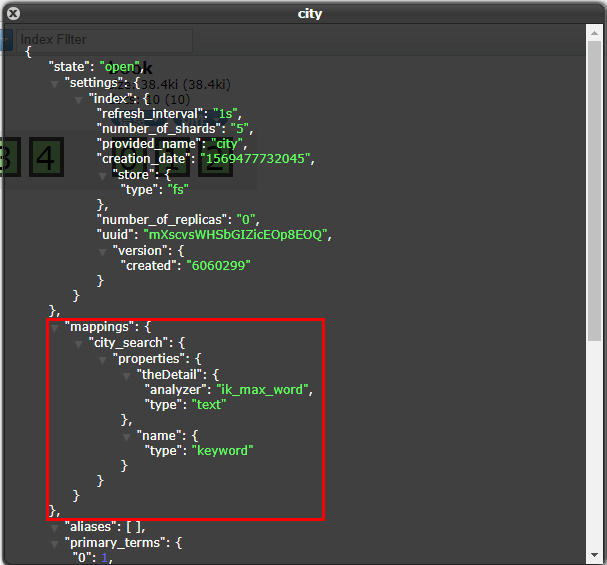 city
Index Filter
{
"state": "open",
"settings": {
"index": {
"refresh_interval": "1s",
"number_of_shards": "5",
"provided_name": "city",
"creation_date": "1569477732045",
"store": {
"type": "fs"
},
"number_of_replicas": "0",
"uuid": "mXscvsWHSbGIZicEOp8EOQ",
"version": {
"created": "6060299"
}
}
},
"mappings": {
"city_search": {
"properties": {
"theDetail": {
"analyzer": "ik_max_word",
"type": "text"
},
"name": {
"type": "keyword"
}
}
}
},
"aliases": [ ],
"primary_terms": {
"0": 1,
38.4ki (38.4ki)
10 (10)
3 4 0 1 2